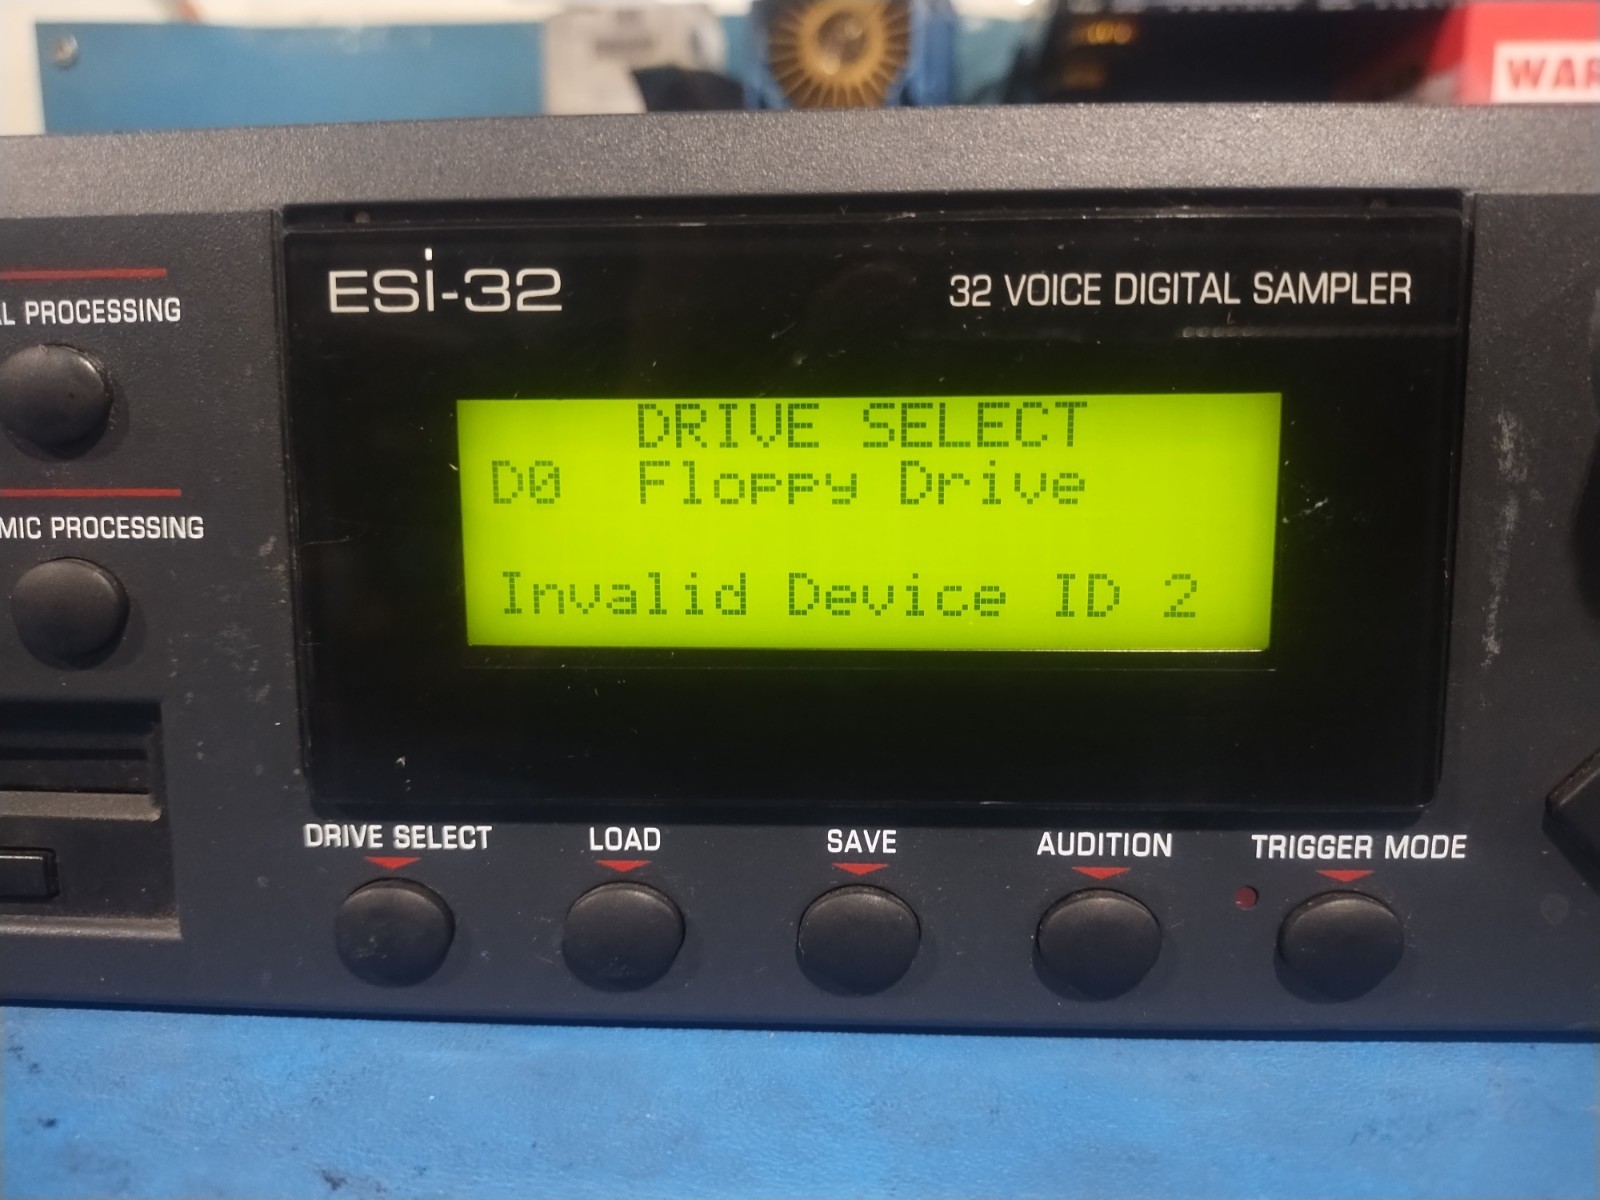 WAR
ESi-32
32 VOICE DIGITAL SAMPLER
L PROCESSING
DRIVE SELECT
D0 Floppy Drive
MIC PROCESSING
Invalid Device ID 2
DRIVE SELECT
LOAD
SAVE
AUDITION
TRIGGER MODE